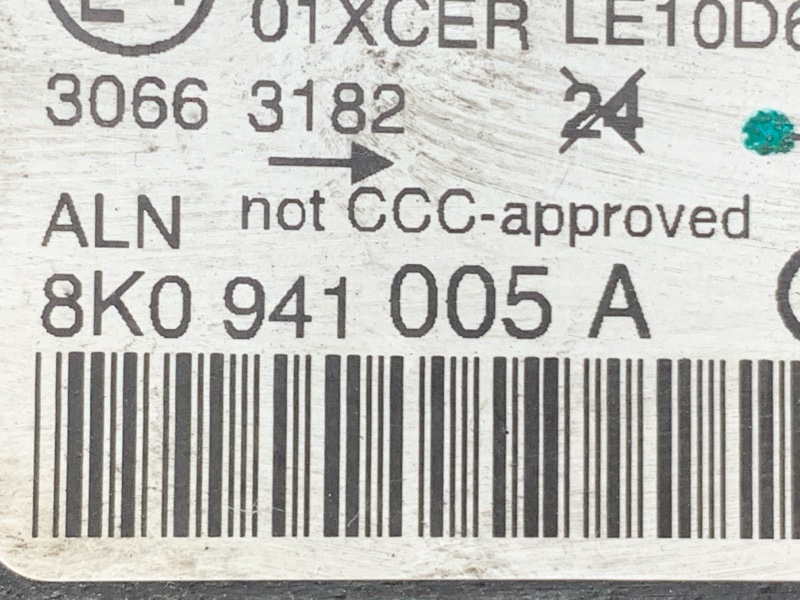 01XCER LE10D6
3066 3182 24
ALN not CCC-approved
8K0 941 005 A